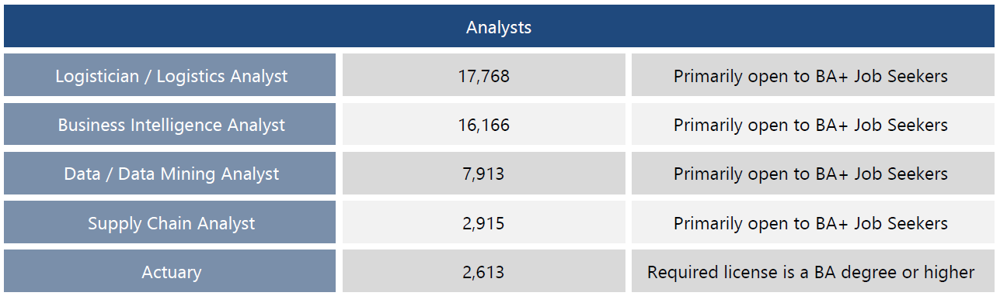 Analysts
Logistician / Logistics Analyst 17,768 Primarily open to BA+ Job Seekers
Business Intelligence Analyst 16,166 Primarily open to BA+ Job Seekers
Data / Data Mining Analyst 7,913 Primarily open to BA+ Job Seekers
Supply Chain Analyst 2,915 Primarily open to BA+ Job Seekers
Actuary 2,613 Required license is a BA degree or higher